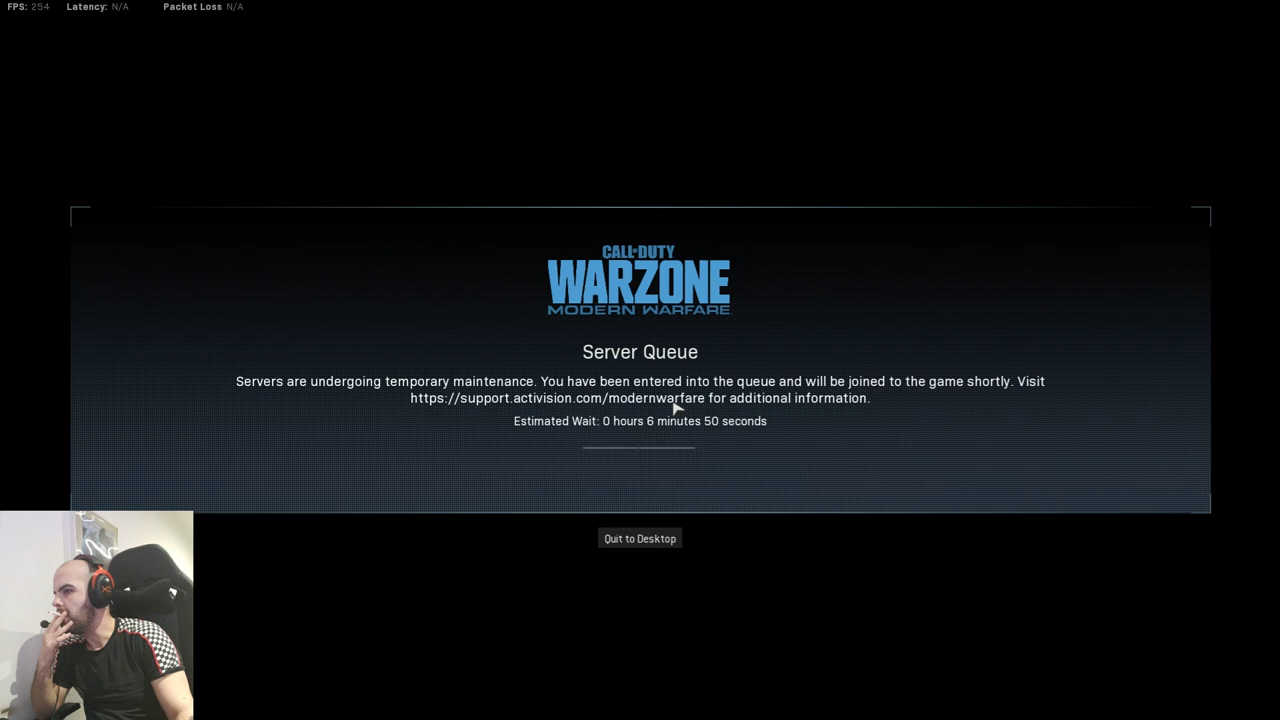 FPS: 254 Latency: N/A Packet Loss N/A
CALL OF DUTY
WARZONE
MODERN WARFARE
Server Queue
Servers are undergoing temporary maintenance. You have been entered into the queue and will be joined to the game shortly. Visit
https://support.activision.com/modernwarfare for additional information.
Estimated Wait: 0 hours 6 minutes 50 seconds
Quit to Desktop